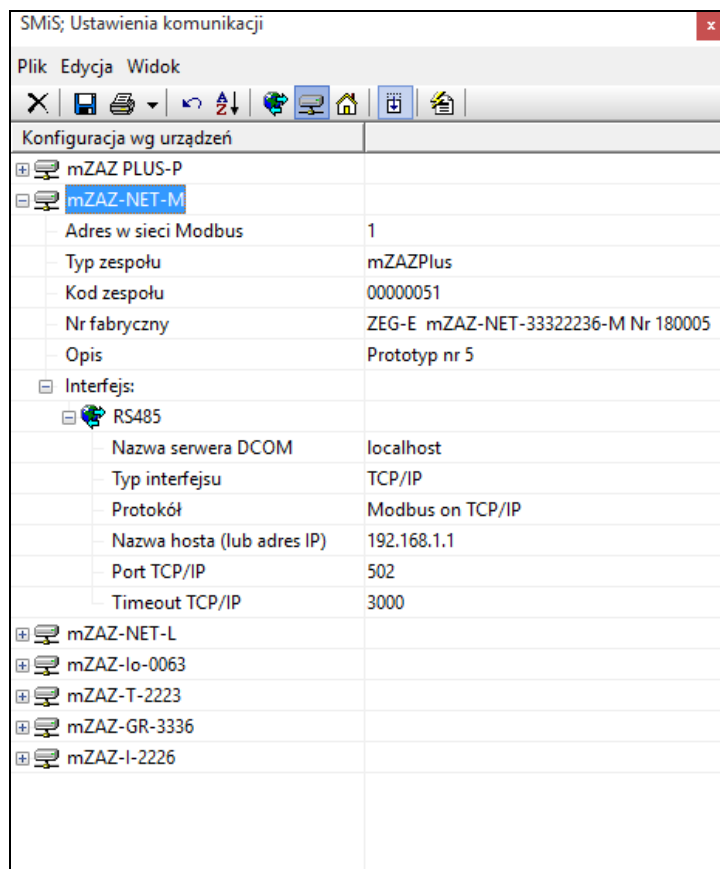 SMiS; Ustawienia komunikacji
x
Plik Edycja Widok
Konfiguracja wg urządzeń
mZAZ PLUS-P
mZAZ-NET-M
Adres w sieci Modbus 1
Typ zespołu mZAZPlus
Kod zespołu 00000051
Nr fabryczny ZEG-E mZAZ-NET-33322236-M Nr 180005
Opis Prototyp nr 5
Interfejs:
RS485
Nazwa serwera DCOM localhost
Typ interfejsu TCP/IP
Protokół Modbus on TCP/IP
Nazwa hosta (lub adres IP) 192.168.1.1
Port TCP/IP 502
Timeout TCP/IP 3000
mZAZ-NET-L
mZAZ-Io-0063
mZAZ-T-2223
mZAZ-GR-3336
mZAZ-I-2226